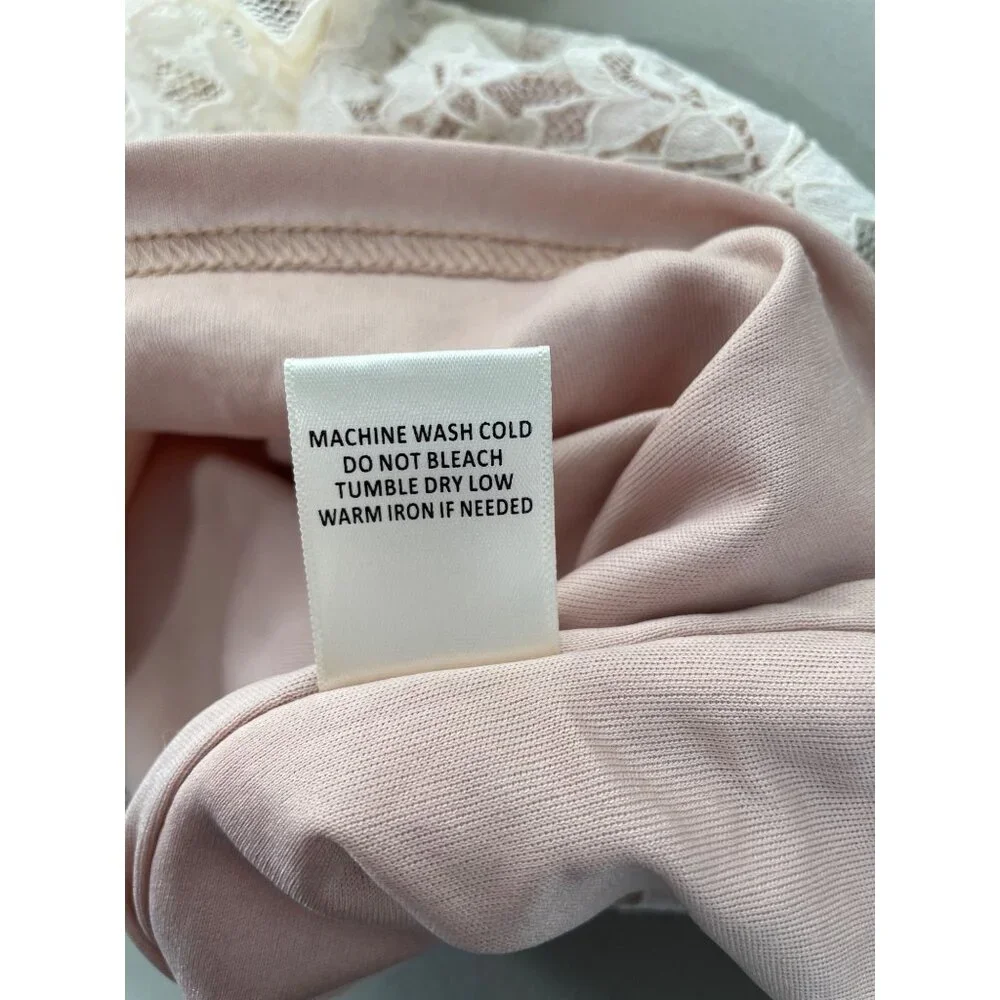 MACHINE WASH COLD
DO NOT BLEACH
TUMBLE DRY LOW
WARM IRON IF NEEDED